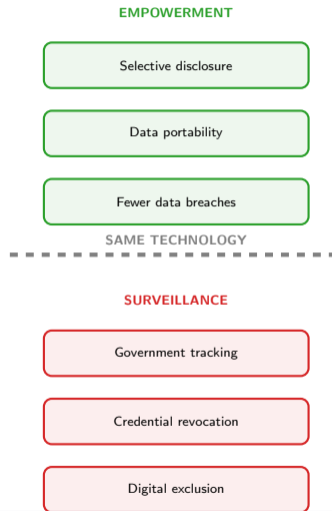 EMPOWERMENT
Selective disclosure
Data portability
Fewer data breaches
SAME TECHNOLOGY
SURVEILLANCE
Government tracking
Credential revocation
Digital exclusion